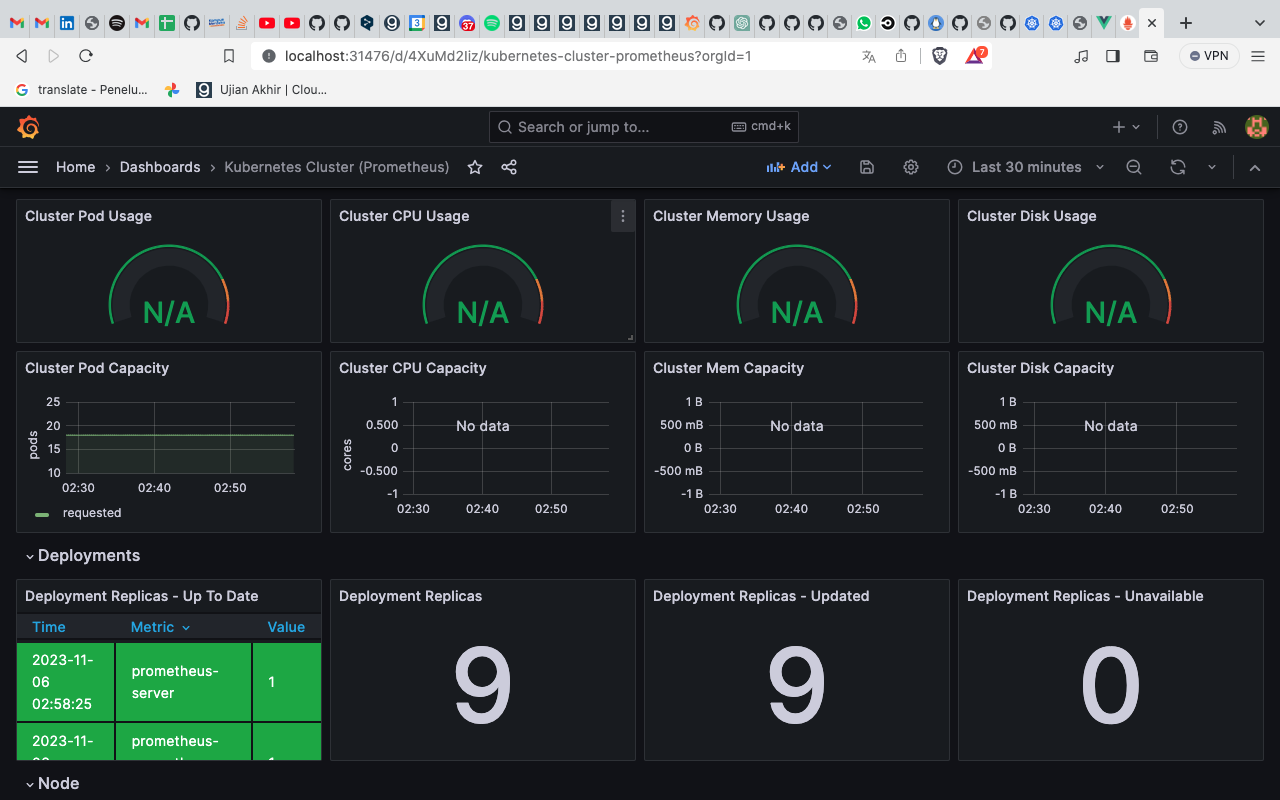 37
localhost:31476/d/4XuMd2Iiz/kubernetes-cluster-prometheus?orgId=1
7
VPN
translate - Penelu...
Ujian Akhir | Clou...
Search or jump to...
cmd+k
Home › Dashboards › Kubernetes Cluster (Prometheus)
Add
Last 30 minutes
Cluster Pod Usage
N/A
Cluster CPU Usage
N/A
Cluster Memory Usage
N/A
Cluster Disk Usage
N/A
Cluster Pod Capacity
pods
25
20
15
10
02:30 02:40 02:50
requested
Cluster CPU Capacity
cores
1
0.500
0
-0.500
-1
No data
02:30 02:40 02:50
Cluster Mem Capacity
1 B
500 mB
0 B
-500 mB
-1 B
No data
02:30 02:40 02:50
Cluster Disk Capacity
1 B
500 mB
0 B
-500 mB
-1 B
No data
02:30 02:40 02:50
Deployments
Deployment Replicas - Up To Date
Time Metric Value
2023-11-
06
02:58:25
prometheus-
server
1
2023-11-
prometheus-
Deployment Replicas
9
Deployment Replicas - Updated
9
Deployment Replicas - Unavailable
0
Node